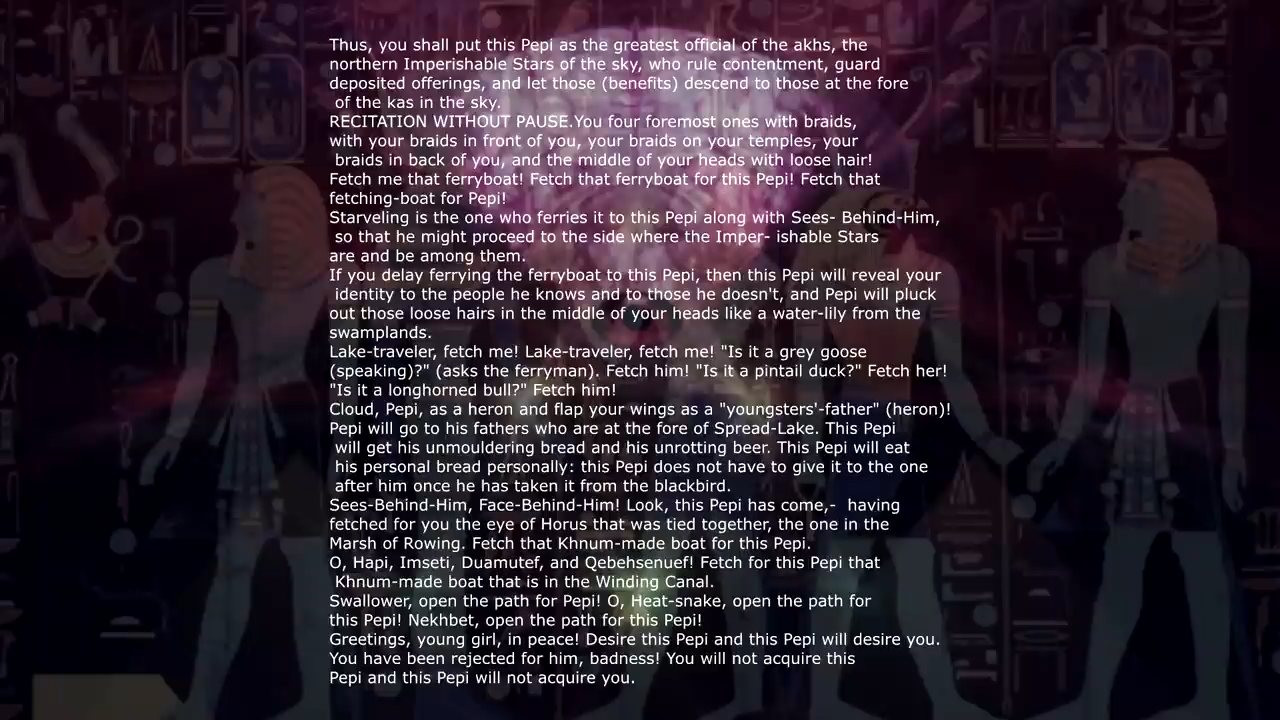 Thus, you shall put this Pepi as the greatest official of the akhs, the
northern Imperishable Stars of the sky, who rule contentment, guard
deposited offerings, and let those (benefits) descend to those at the fore
of the kas in the sky.
RECITATION WITHOUT PAUSE.You four foremost ones with braids,
with your braids in front of you, your braids on your temples, your
braids in back of you, and the middle of your heads with loose hair!
Fetch me that ferryboat! Fetch that ferryboat for this Pepi! Fetch that
fetching-boat for Pepi!
Starveling is the one who ferries it to this Pepi along with Sees- Behind-Him,
so that he might proceed to the side where the Imper- ishable Stars
are and be among them.
If you delay ferrying the ferryboat to this Pepi, then this Pepi will reveal your
identity to the people he knows and to those he doesn't, and Pepi will pluck
out those loose hairs in the middle of your heads like a water-lily from the
swamplands.
Lake-traveler, fetch me! Lake-traveler, fetch me! "Is it a grey goose
(speaking)?" (asks the ferryman). Fetch him! "Is it a pintail duck?" Fetch her!
"Is it a longhorned bull?" Fetch him!
Cloud, Pepi, as a heron and flap your wings as a "youngsters'-father" (heron)!
Pepi will go to his fathers who are at the fore of Spread-Lake. This Pepi
will get his unmouldering bread and his unrotting beer. This Pepi will eat
his personal bread personally: this Pepi does not have to give it to the one
after him once he has taken it from the blackbird.
Sees-Behind-Him, Face-Behind-Him! Look, this Pepi has come,-  having
fetched for you the eye of Horus that was tied together, the one in the
Marsh of Rowing. Fetch that Khnum-made boat for this Pepi.
O, Hapi, Imseti, Duamutef, and Qebehsenuef! Fetch for this Pepi that
Khnum-made boat that is in the Winding Canal.
Swallower, open the path for Pepi! O, Heat-snake, open the path for
this Pepi! Nekhbet, open the path for this Pepi!
Greetings, young girl, in peace! Desire this Pepi and this Pepi will desire you.
You have been rejected for him, badness! You will not acquire this
Pepi and this Pepi will not acquire you.